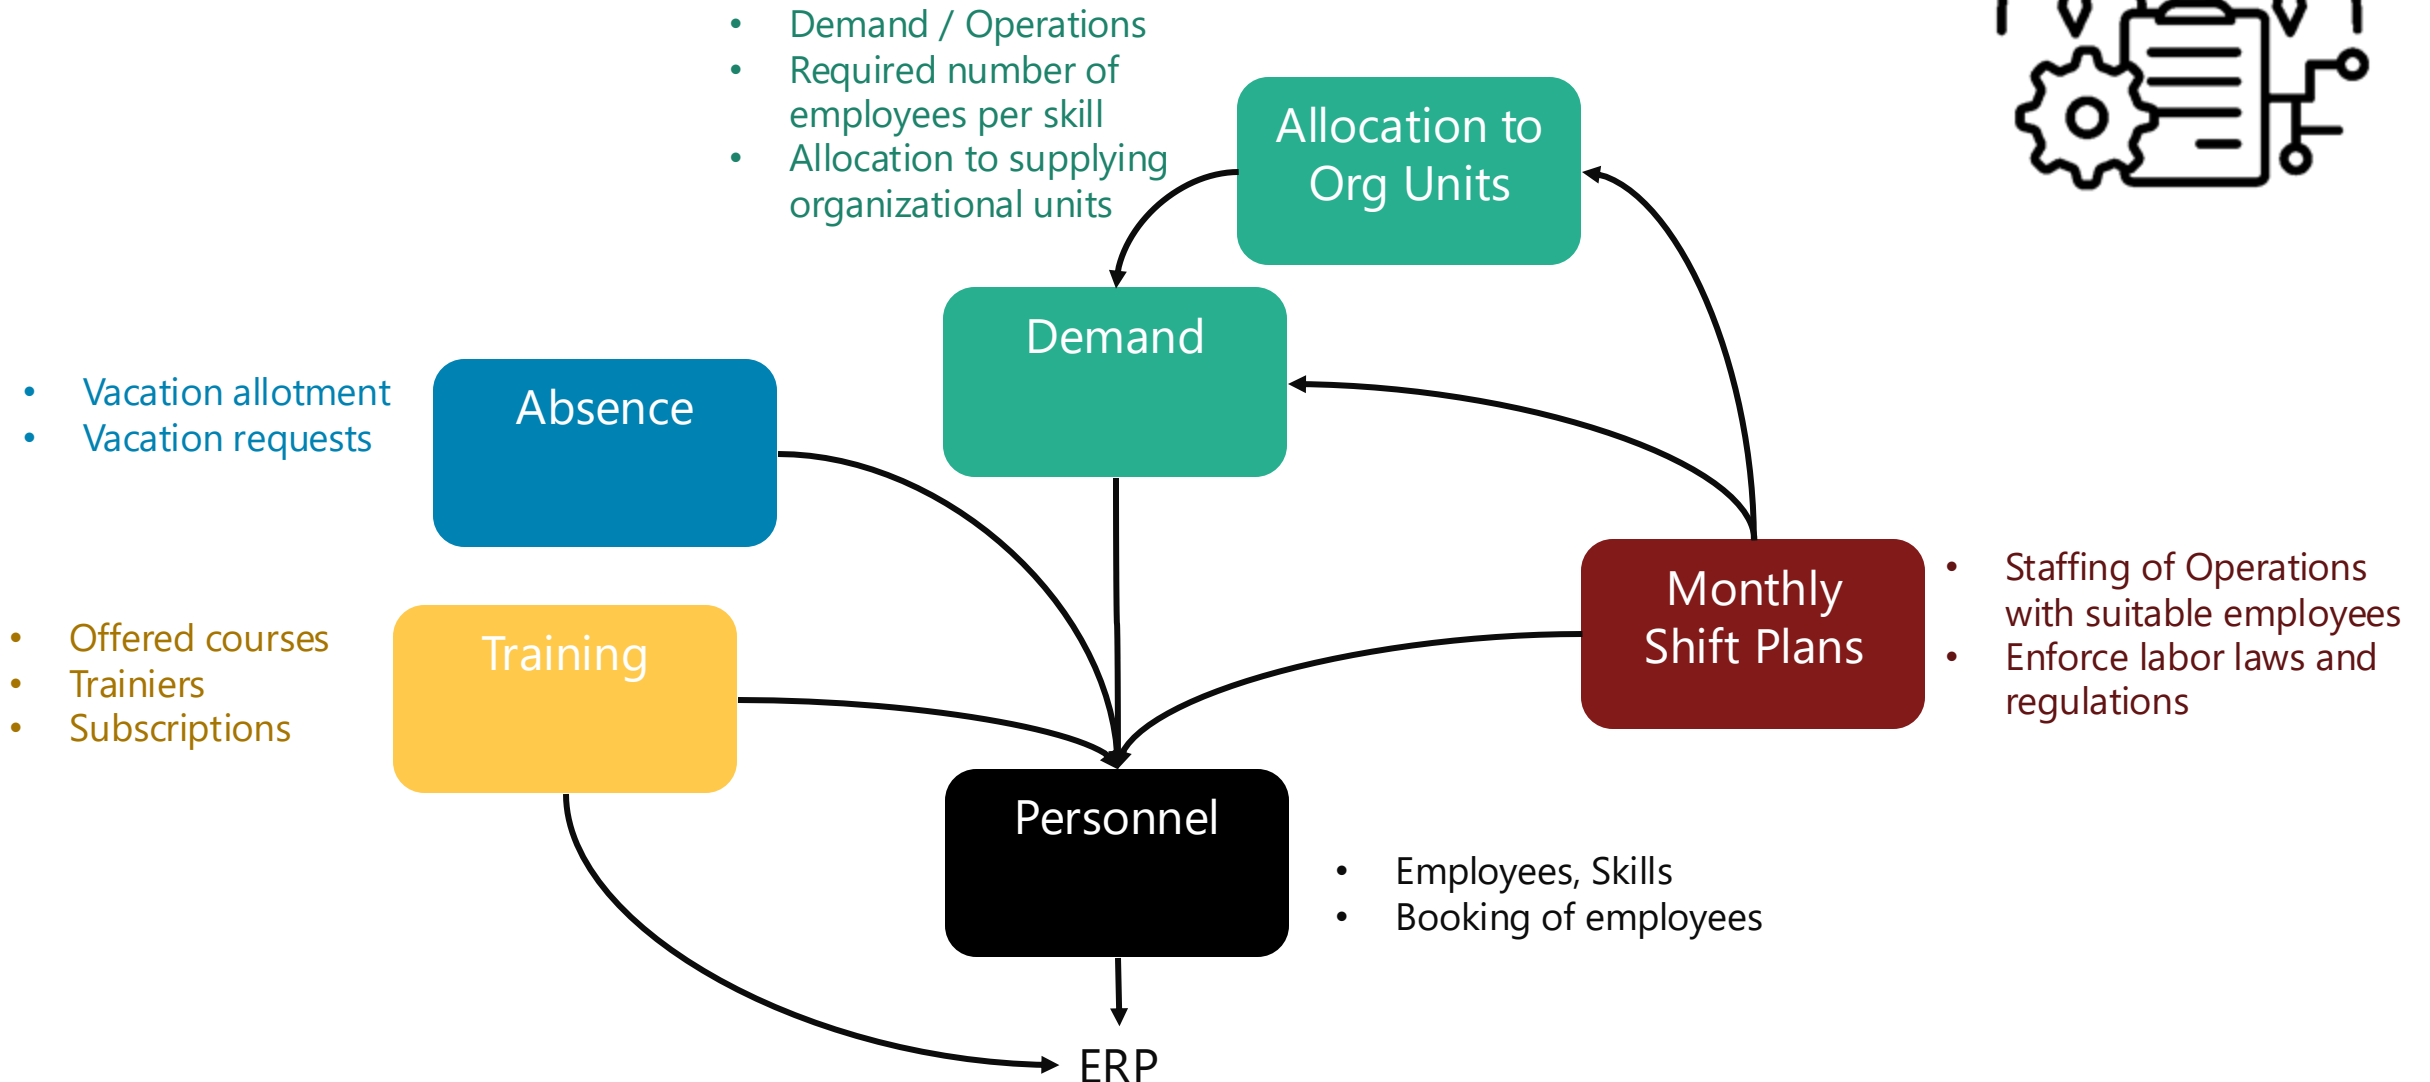 • Demand / Operations
• Required number of
employees per skill
• Allocation to supplying
organizational units
Allocation to
Org Units
Demand
• Vacation allotment
• Vacation requests
Absence
• Offered courses
• Trainiers
• Subscriptions
Training
Monthly
Shift Plans
• Staffing of Operations
with suitable employees
• Enforce labor laws and
regulations
Personnel
• Employees, Skills
• Booking of employees
ERP